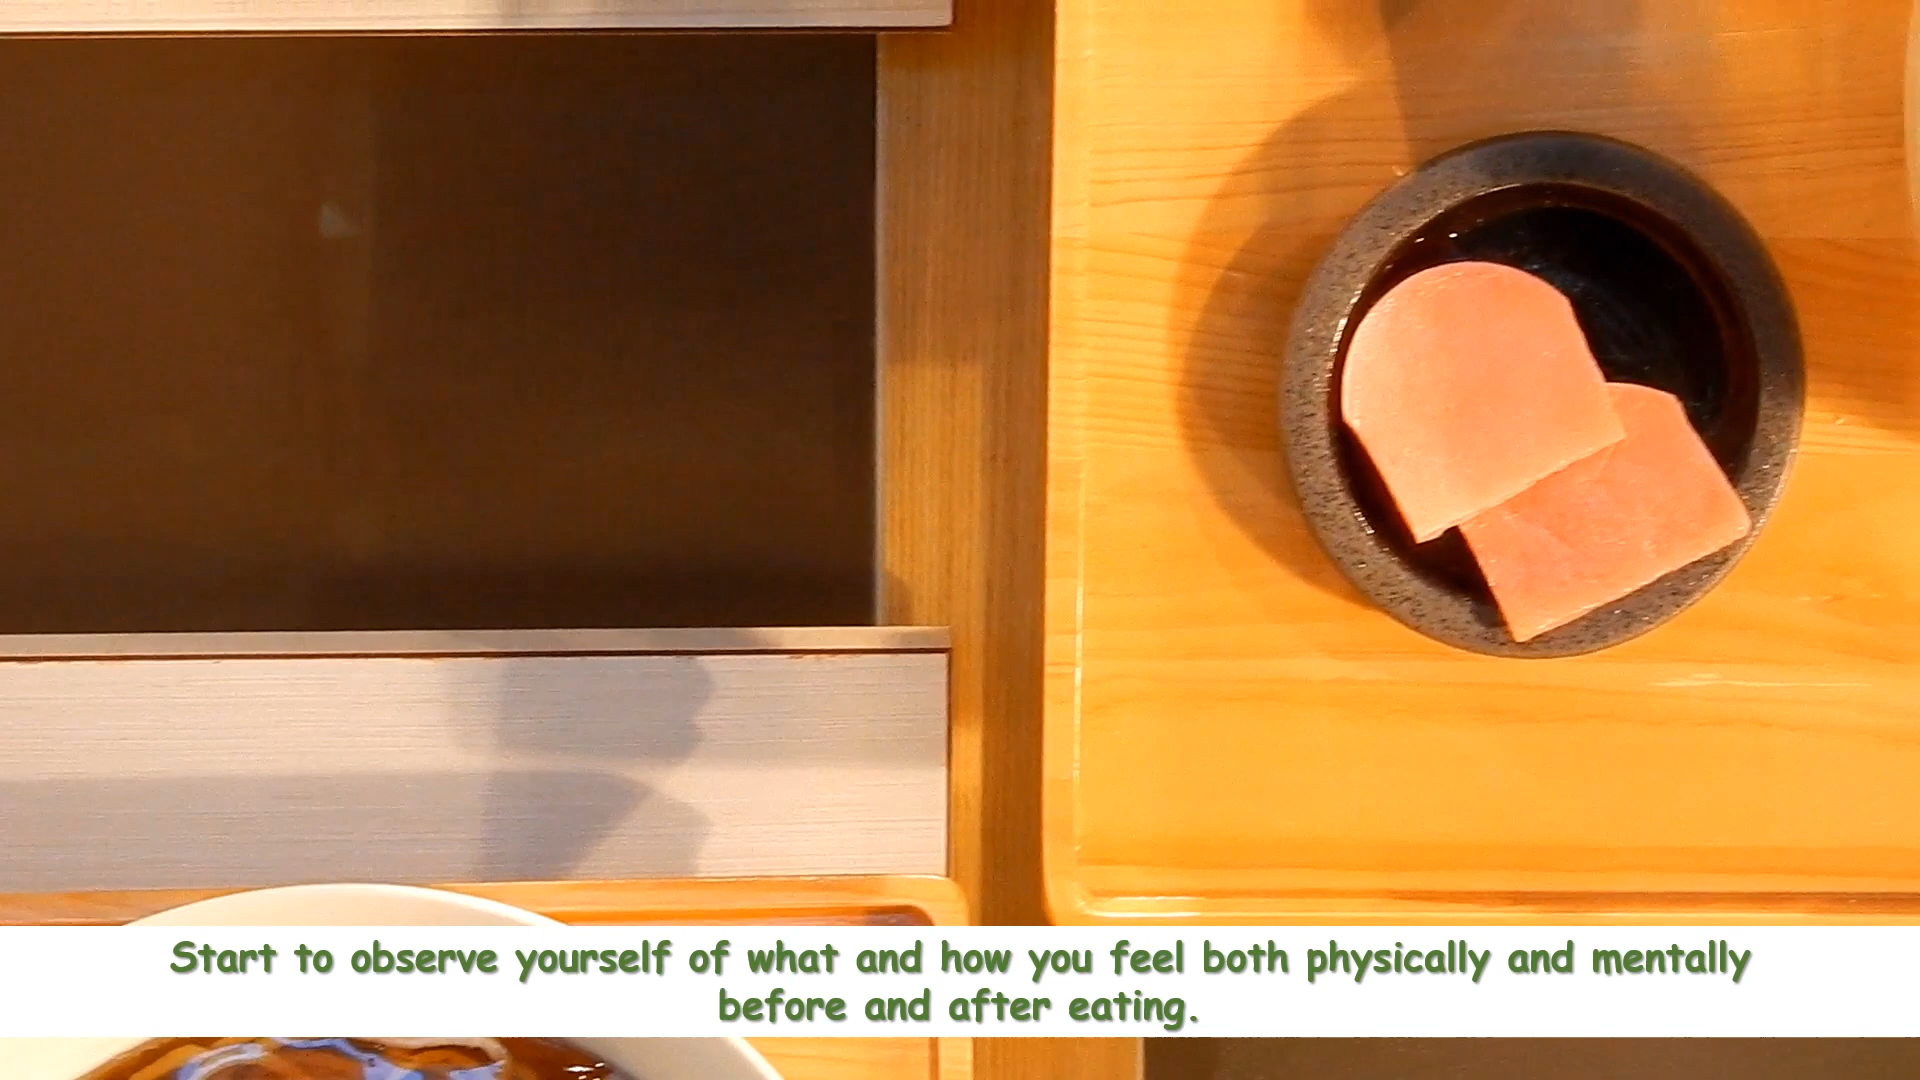 Start to observe yourself of what and how you feel both physically and mentally
before and after eating.